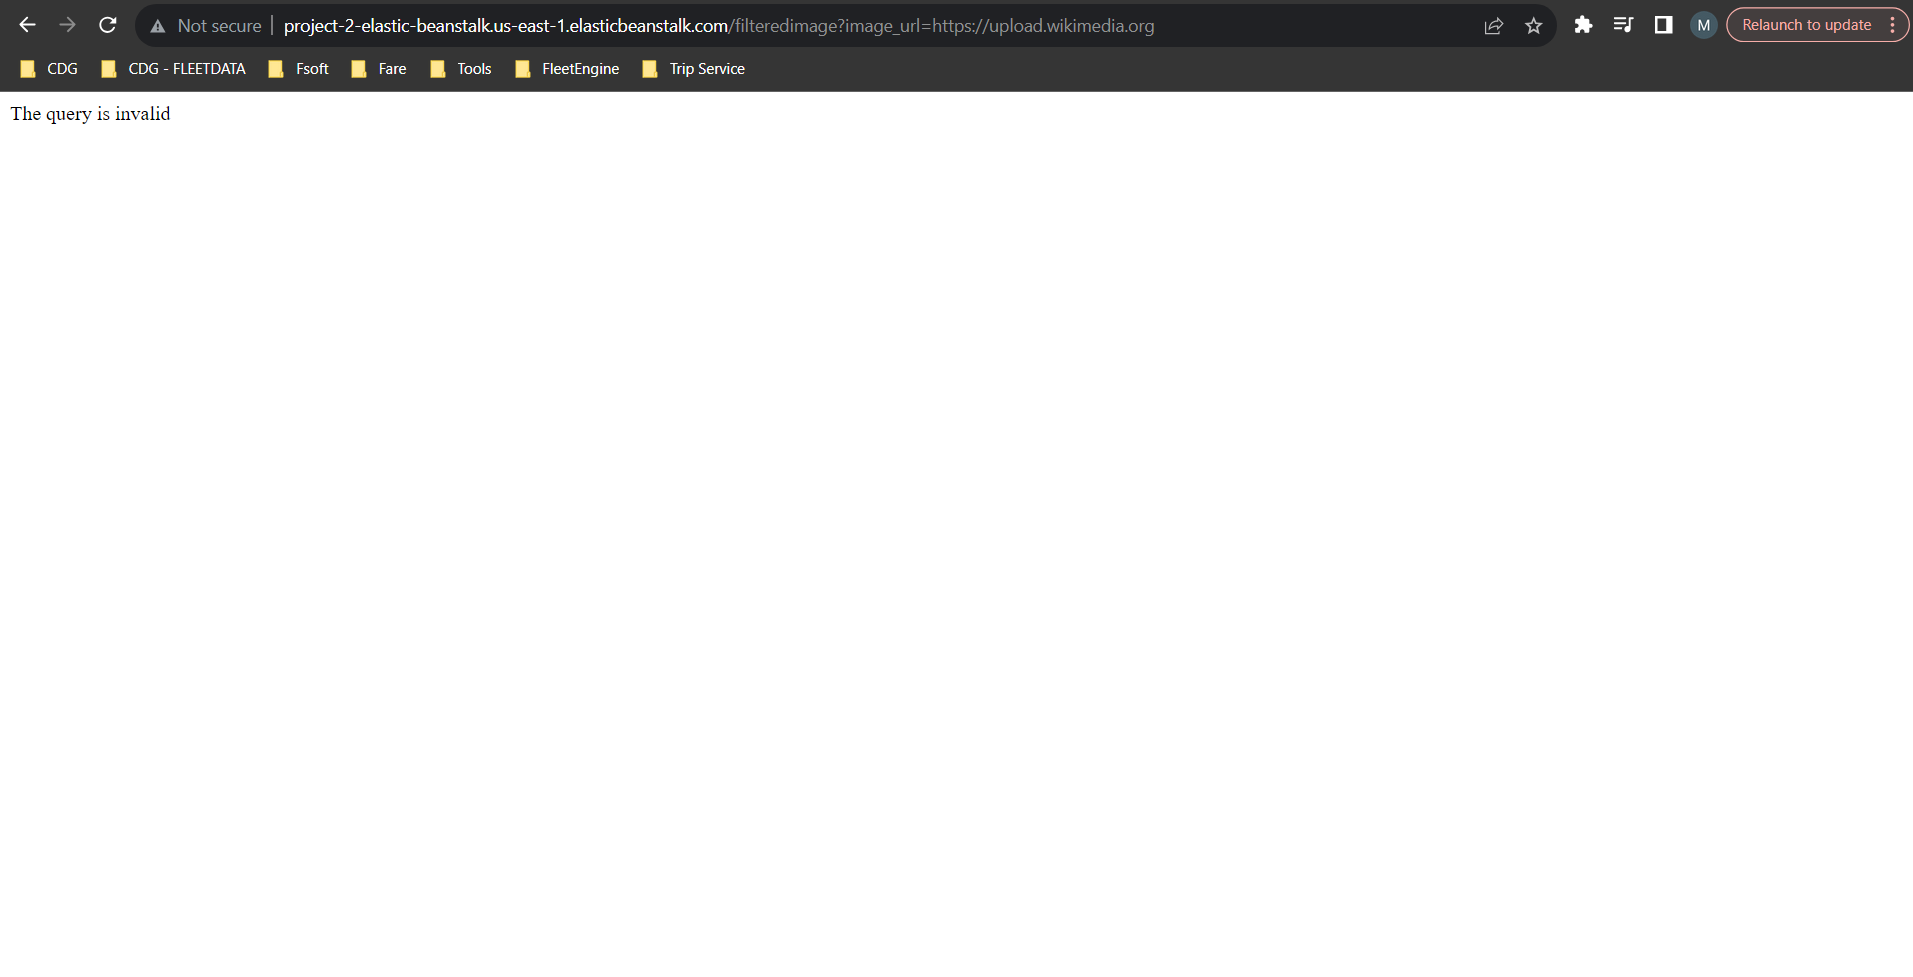 Not secure project-2-elastic-beanstalk.us-east-1.elasticbeanstalk.com/filteredimage?image_url=https://upload.wikimedia.org M Relaunch to update
CDG CDG - FLEETDATA Fsoft Fare Tools FleetEngine Trip Service
The query is invalid